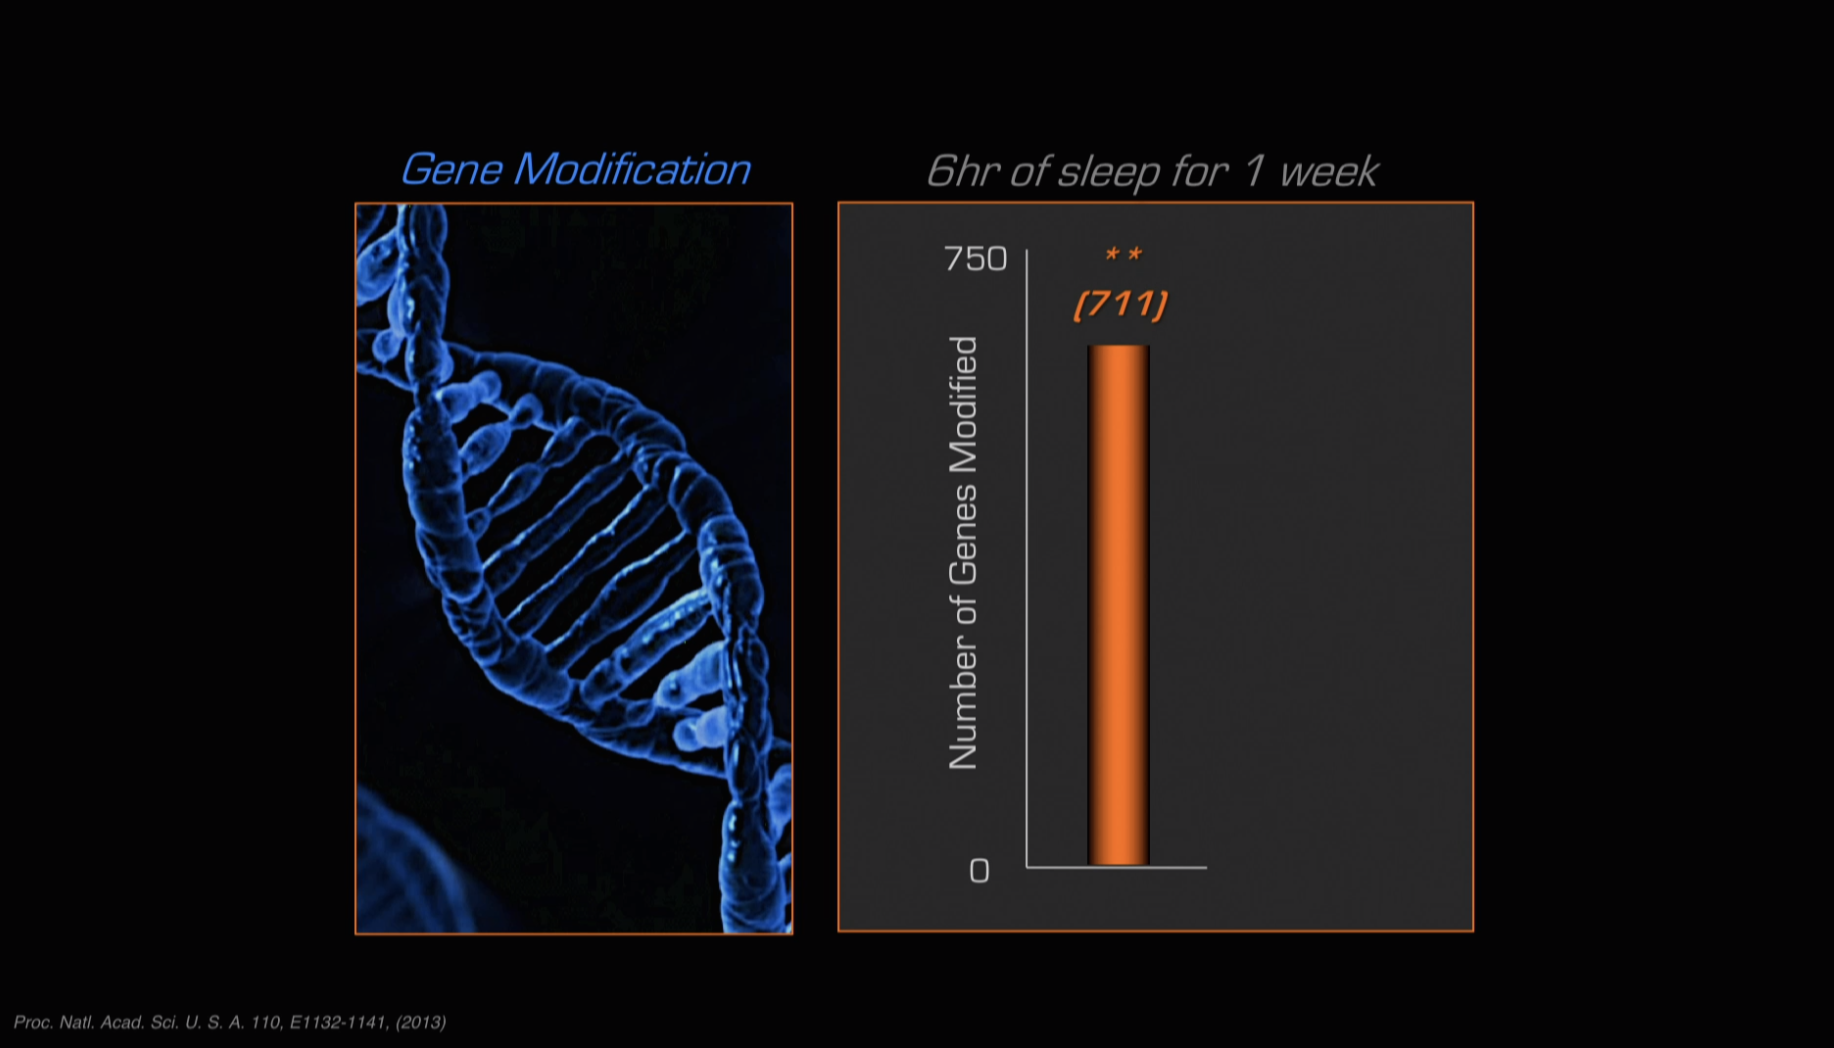 Gene Modification
6hr of sleep for 1 week
750
* *
(711)
Number of Genes Modified
0
Proc. Natl. Acad. Sci. U. S. A. 110, E1132-1141, (2013)